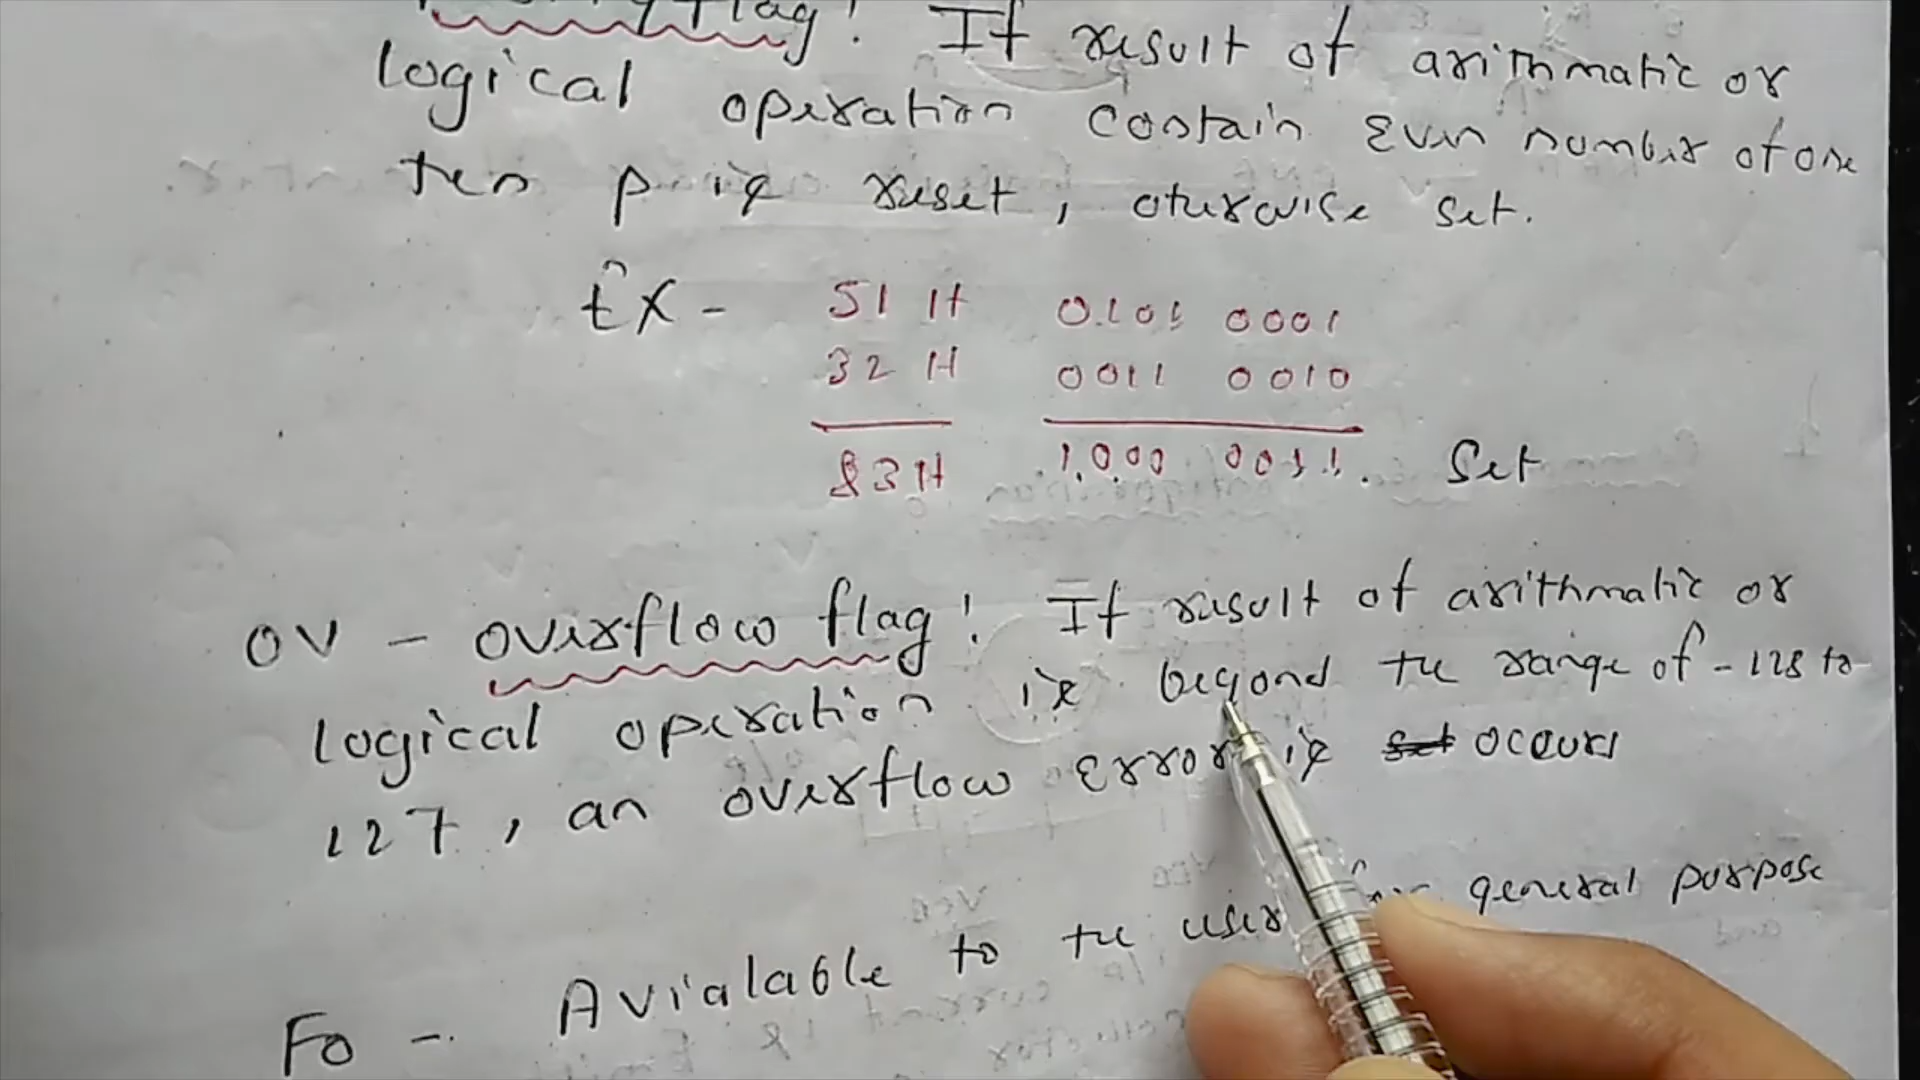 flag! If result of arithmatic or
logical operation contain Even number of one
then p is reset, otherwise set.
EX - 51 H 0101 0001
32 H 0011 0010
83H 1000 0011. Set
OV - overflow flag! If result of arithmatic or
logical operation is beyond the range of -128 to
127, an overflow Error is occours
FO - Avialable to the user for general purpose